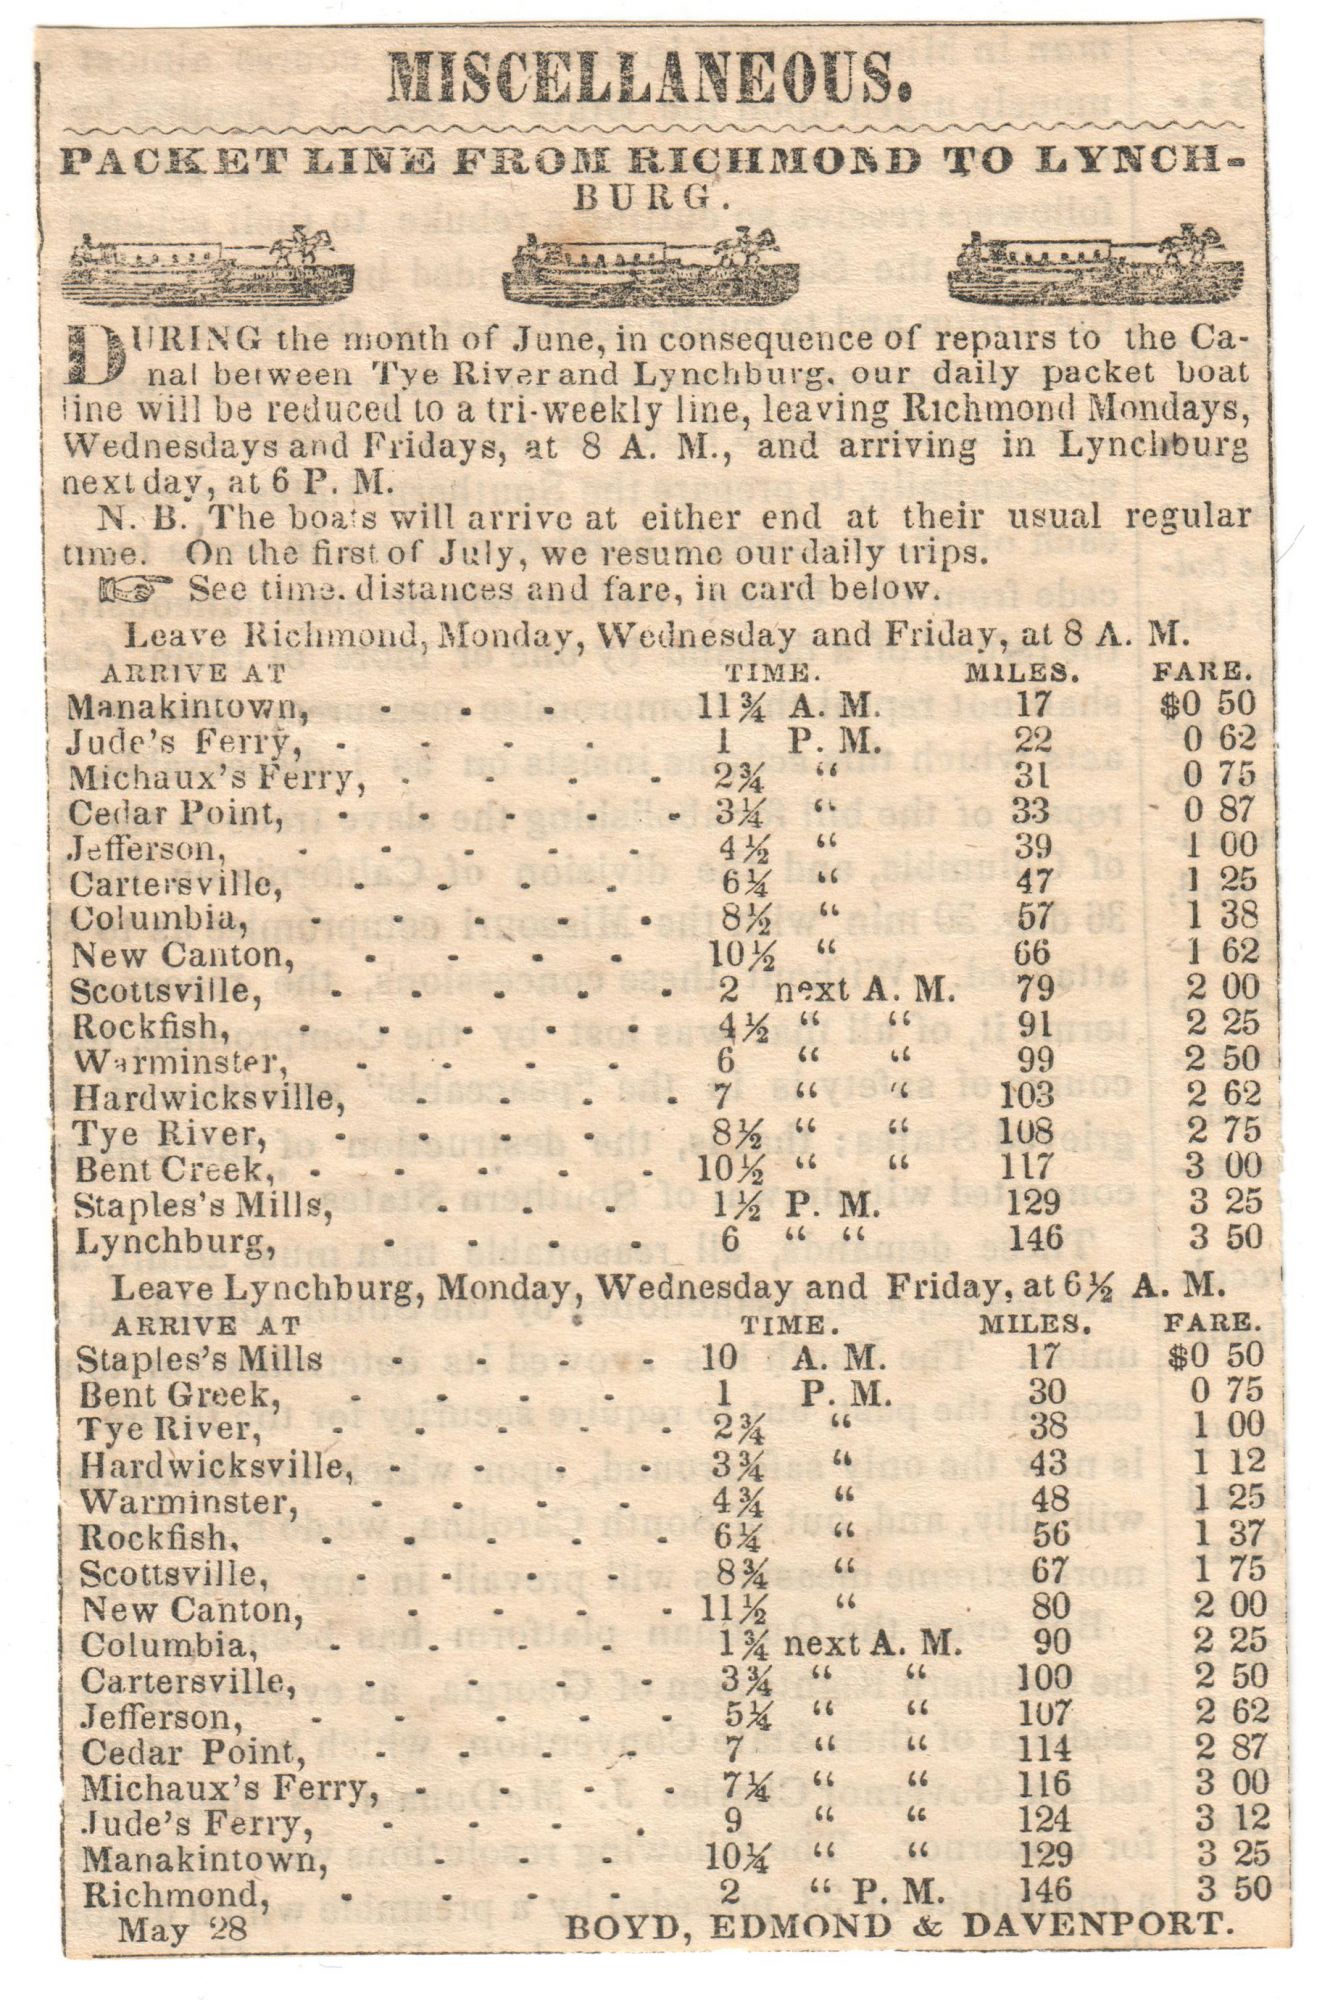 MISCELLANEOUS.
PACKET LINE FROM RICHMOND TO LYNCH-
BURG.
DURING the month of June, in consequence of repairs to the Ca-
nal between Tye River and Lynchburg. our daily packet boat
line will be reduced to a tri-weekly line, leaving Richmond Mondays,
Wednesdays and Fridays, at 8 A. M., and arriving in Lynchburg
next day, at 6 P. M.
N. B. The boats will arrive at either end at their usual regular
time. On the first of July, we resume our daily trips.
☞ See time. distances and fare, in card below.
Leave Richmond, Monday, Wednesday and Friday, at 8 A. M.
ARRIVE AT TIME. MILES. FARE.
Manakintown, - - - 11¾ A. M. 17 $0 50
Jude's Ferry, - - - - 1 P. M. 22 0 62
Michaux's Ferry, - - - - 2¾ “ 31 0 75
Cedar Point, - - - - - 3¼ “ 33 0 87
Jefferson, - - - - - 4½ “ 39 1 00
Cartersville, - - - - 6¼ “ 47 1 25
Columbia, - - - - - 8½ “ 57 1 38
New Canton, - - - - 10½ “ 66 1 62
Scottsville, - - - - - 2 next A. M. 79 2 00
Rockfish, - - - - - 4½ “ “ 91 2 25
Warminster, - - - - 6 “ “ 99 2 50
Hardwicksville, - - - - 7 “ “ 103 2 62
Tye River, - - - - 8½ “ “ 108 2 75
Bent Creek, - - - - - 10½ “ “ 117 3 00
Staples's Mills, - - - 1½ P. M. 129 3 25
Lynchburg, - - - - 6 “ “ 146 3 50
Leave Lynchburg, Monday, Wednesday and Friday, at 6½ A. M.
ARRIVE AT TIME. MILES. FARE.
Staples's Mills - - - - 10 A. M. 17 $0 50
Bent Greek, - - - - 1 P. M. 30 0 75
Tye River, - - - - - 2¾ “ 38 1 00
Hardwicksville, - - - - 3¾ “ 43 1 12
Warminster, - - - - 4¾ “ 48 1 25
Rockfish. - - - - - 6¼ “ 56 1 37
Scottsville, - - - - 8¾ “ 67 1 75
New Canton, - - - - 11½ “ 80 2 00
Columbia, - - - - 1¾ next A. M. 90 2 25
Cartersville, - - - - 3¾ “ “ 100 2 50
Jefferson, - - - - - 5¼ “ “ 107 2 62
Cedar Point, - - - - 7 “ “ 114 2 87
Michaux's Ferry, - - - - 7¼ “ “ 116 3 00
Jude's Ferry, - - - . 9 “ “ 124 3 12
Manakintown, - - - 10¼ “ “ 129 3 25
Richmond, - - - - 2 “ P. M. 146 3 50
May 28 BOYD, EDMOND & DAVENPORT.